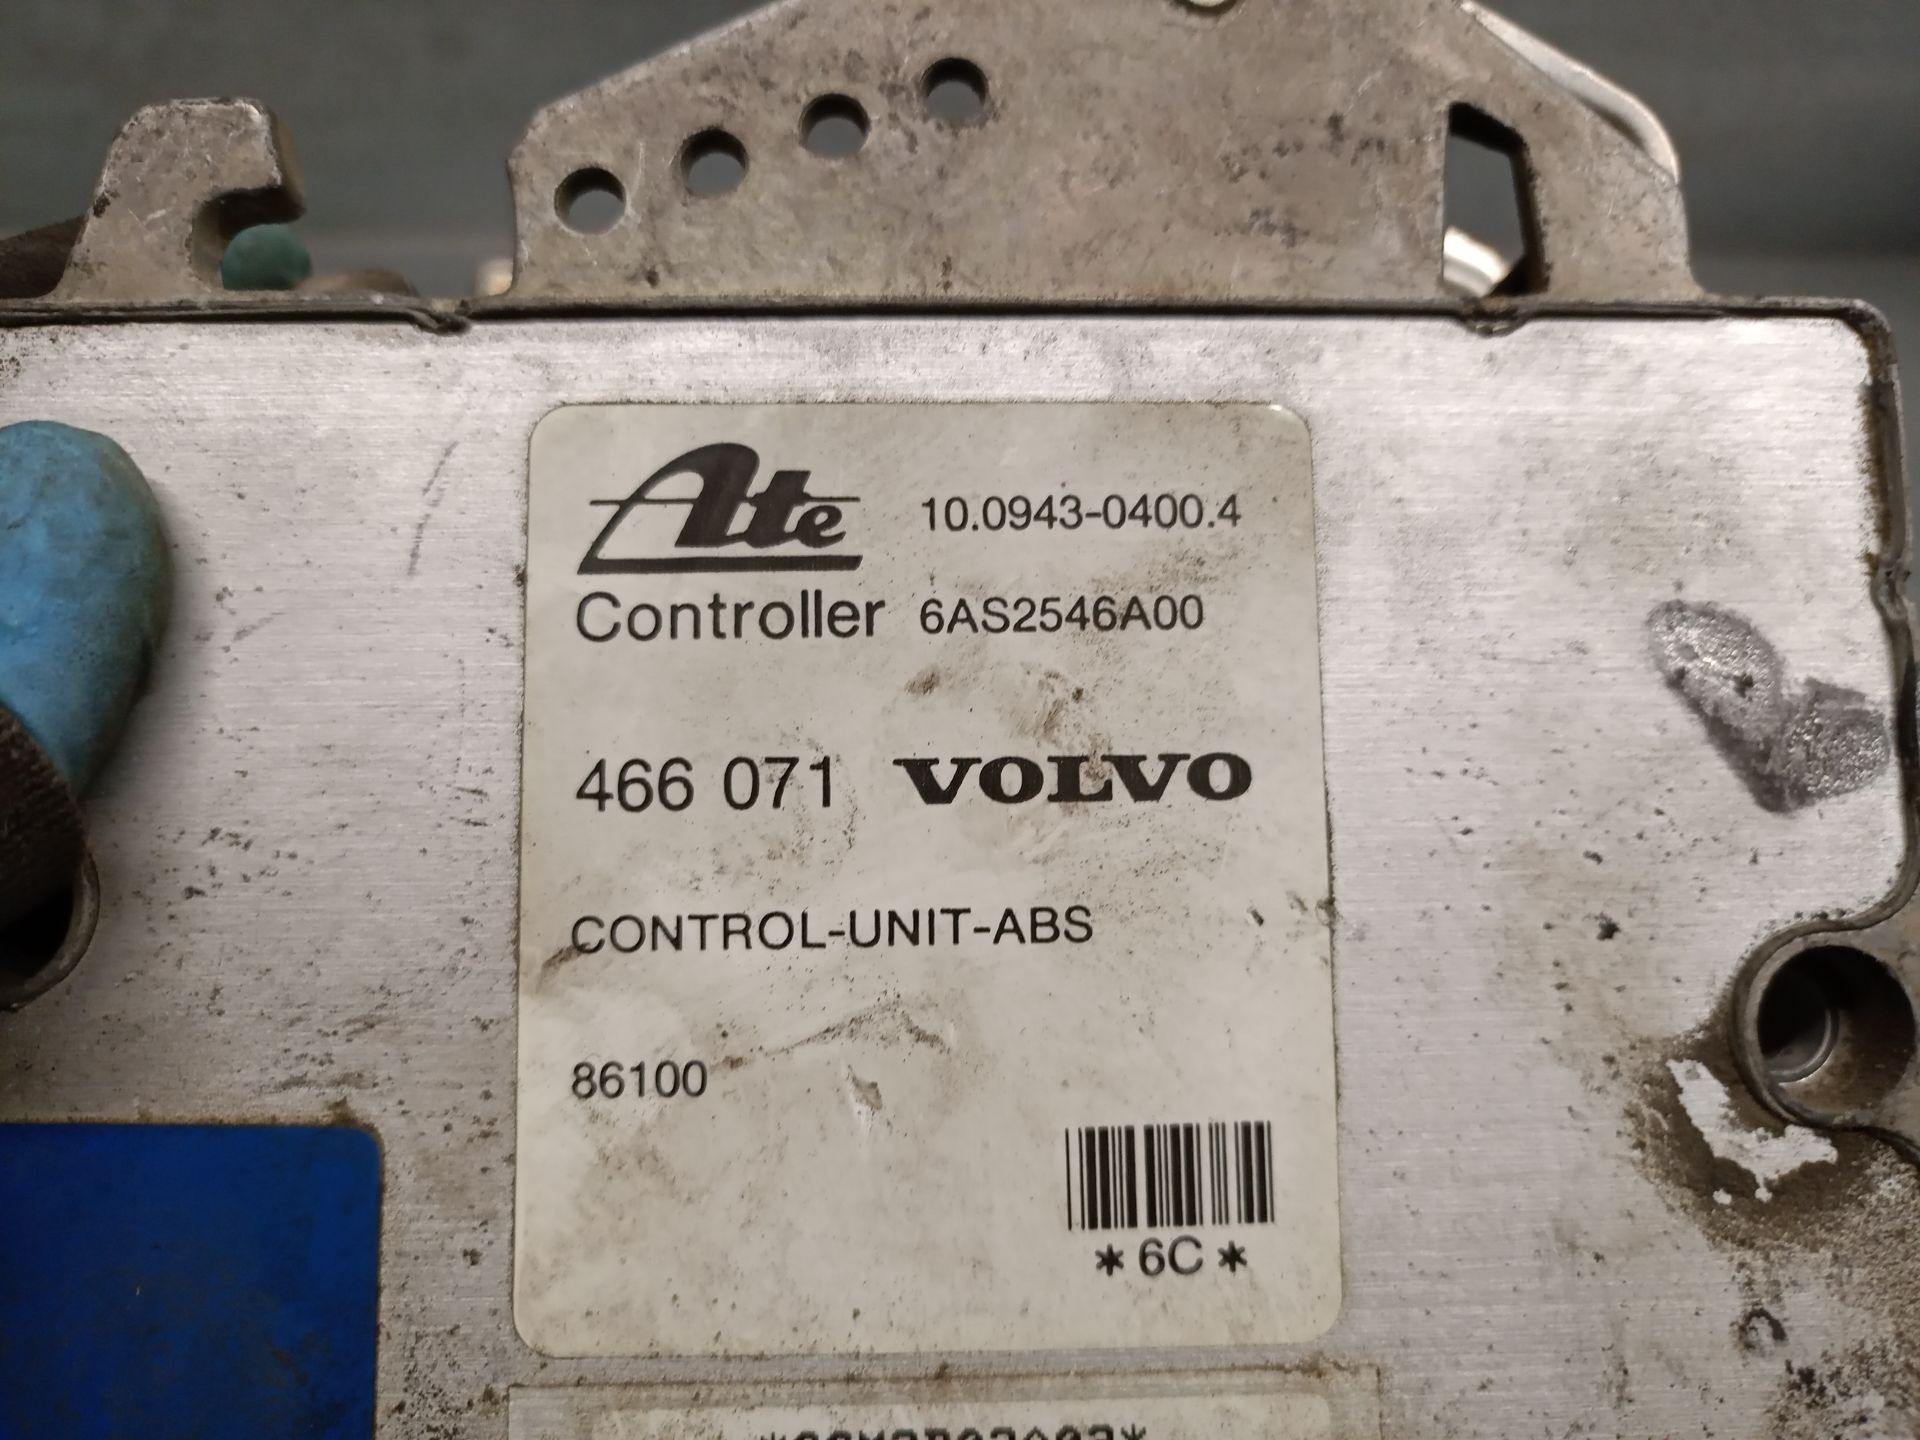 Ate 10.0943-0400.4
Controller 6AS2546A00
466 071 VOLVO
CONTROL-UNIT-ABS
86100
*6C*